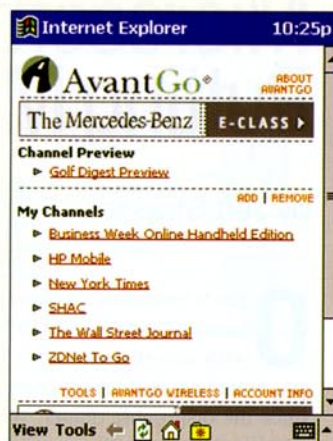 Internet Explorer 10:25p
AvantGo® ABOUT AVANTGO
The Mercedes-Benz E-CLASS
Channel Preview
Golf Digest Preview
ADD | REMOVE
My Channels
Business Week Online Handheld Edition
HP Mobile
New York Times
SHAC
The Wall Street Journal
ZDNet To Go
TOOLS | AVANTGO WIRELESS | ACCOUNT INFO
View Tools